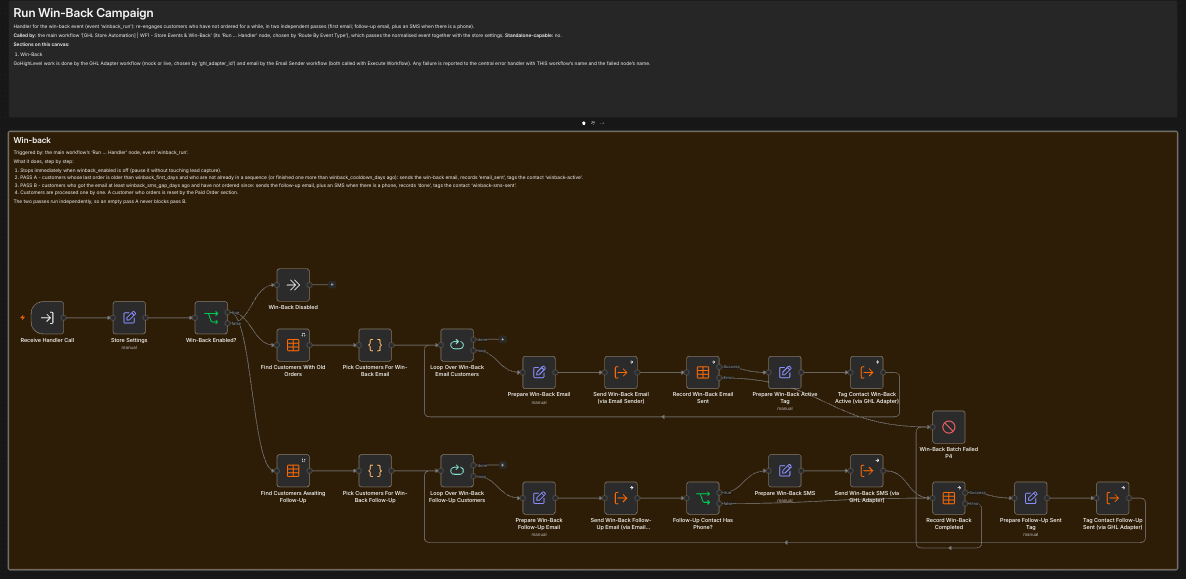 Run Win-Back Campaign
Handler for the win-back event (event 'winback_run'): re-engages customers who have not ordered for a while, in two independent passes (first email; follow-up email, plus an SMS when there is a phone).
Called by: the main workflow '[GHL Store Automation] | WF1 - Store Events & Win-Back' (its 'Run ... Handler' node, chosen by 'Route By Event Type'), which passes the normalised event together with the store settings. Standalone-capable: no.
Sections on this canvas:
1. Win-Back
GoHighLevel work is done by the GHL Adapter workflow (mock or live, chosen by 'ghl_adapter_id') and email by the Email Sender workflow (both called with Execute Workflow). Any failure is reported to the central error handler with THIS workflow's name and the failed node's name.
Win-back
Triggered by: the main workflow's 'Run ... Handler' node, event 'winback_run'.
What it does, step by step:
1. Stops immediately when winback_enabled is off (pause it without touching lead capture).
2. PASS A - customers whose last order is older than winback_first_days and who are not already in a sequence (or finished one more than winback_cooldown_days ago): sends the win-back email, records 'email_sent', tags the contact 'winback-active'.
3. PASS B - customers who got the email at least winback_sms_gap_days ago and have not ordered since: sends the follow-up email, plus an SMS when there is a phone, records 'done', tags the contact 'winback-sms-sent'.
4. Customers are processed one by one. A customer who orders is reset by the Paid Order section.
The two passes run independently, so an empty pass A never blocks pass B.
Win-Back Disabled
Receive Handler Call
Store Settings
manual
Win-Back Enabled?
true
false
Find Customers With Old
Orders
Pick Customers For Win-
Back Email
Loop Over Win-Back
Email Customers
done
loop
Prepare Win-Back Email
manual
Send Win-Back Email
(via Email Sender)
Record Win-Back Email
Sent
Success
Error
Prepare Win-Back Active
Tag
manual
Tag Contact Win-Back
Active (via GHL Adapter)
Win-Back Batch Failed
P4
Find Customers Awaiting
Follow-Up
Pick Customers For Win-
Back Follow-Up
Loop Over Win-Back
Follow-Up Customers
done
loop
Prepare Win-Back
Follow-Up Email
manual
Send Win-Back Follow-
Up Email (via Email...
Follow-Up Contact Has
Phone?
true
false
Prepare Win-Back SMS
manual
Send Win-Back SMS (via
GHL Adapter)
Record Win-Back
Completed
Success
Error
Prepare Follow-Up Sent
Tag
manual
Tag Contact Follow-Up
Sent (via GHL Adapter)